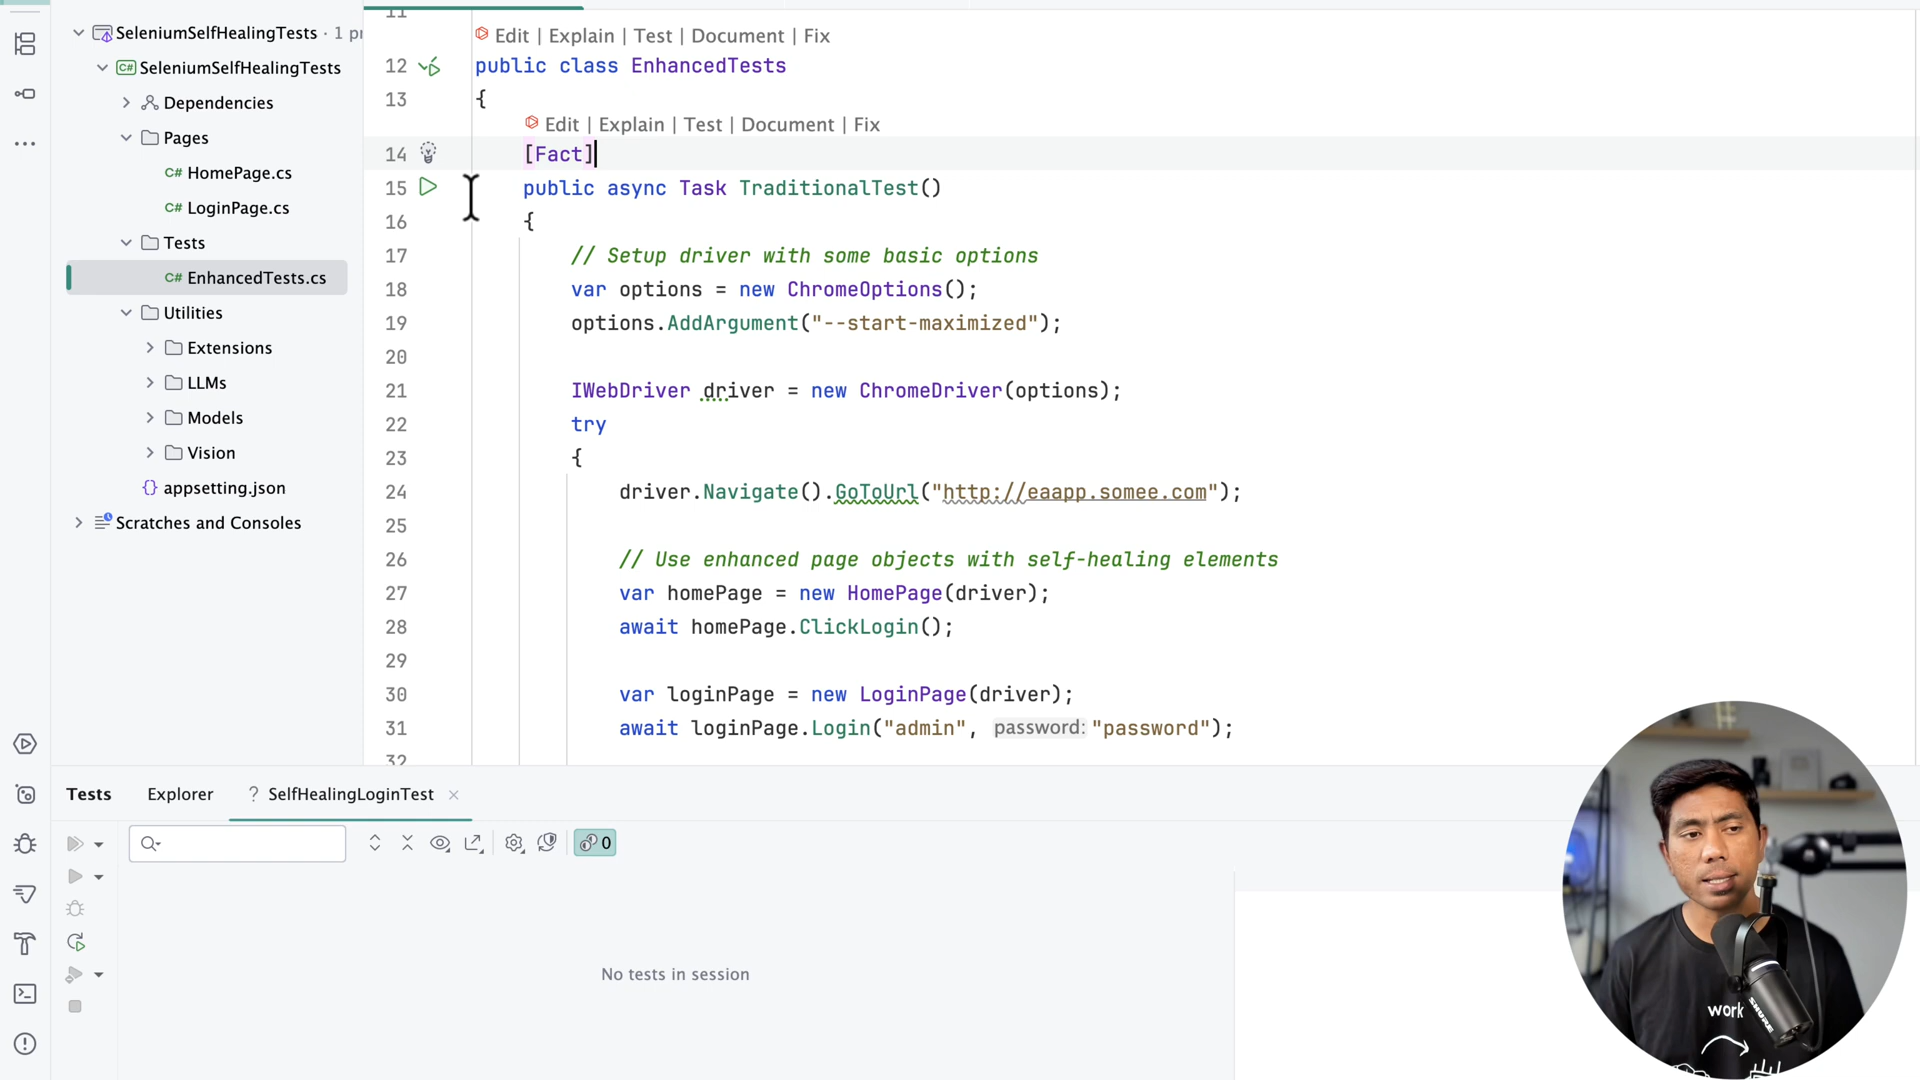 SeleniumSelfHealingTests · 1 pr
SeleniumSelfHealingTests
Dependencies
Pages
C# HomePage.cs
C# LoginPage.cs
Tests
C# EnhancedTests.cs
Utilities
Extensions
LLMs
Models
Vision
{} appsetting.json
Scratches and Consoles
11
Edit | Explain | Test | Document | Fix
12 public class EnhancedTests
13 {
Edit | Explain | Test | Document | Fix
14 [Fact]
15 public async Task TraditionalTest()
16 {
17 // Setup driver with some basic options
18 var options = new ChromeOptions();
19 options.AddArgument("--start-maximized");
20
21 IWebDriver driver = new ChromeDriver(options);
22 try
23 {
24 driver.Navigate().GoToUrl("http://eaapp.somee.com");
25
26 // Use enhanced page objects with self-healing elements
27 var homePage = new HomePage(driver);
28 await homePage.ClickLogin();
29
30 var loginPage = new LoginPage(driver);
31 await loginPage.Login("admin", password: "password");
32
Tests Explorer ? SelfHealingLoginTest
0
No tests in session
work
SHURE